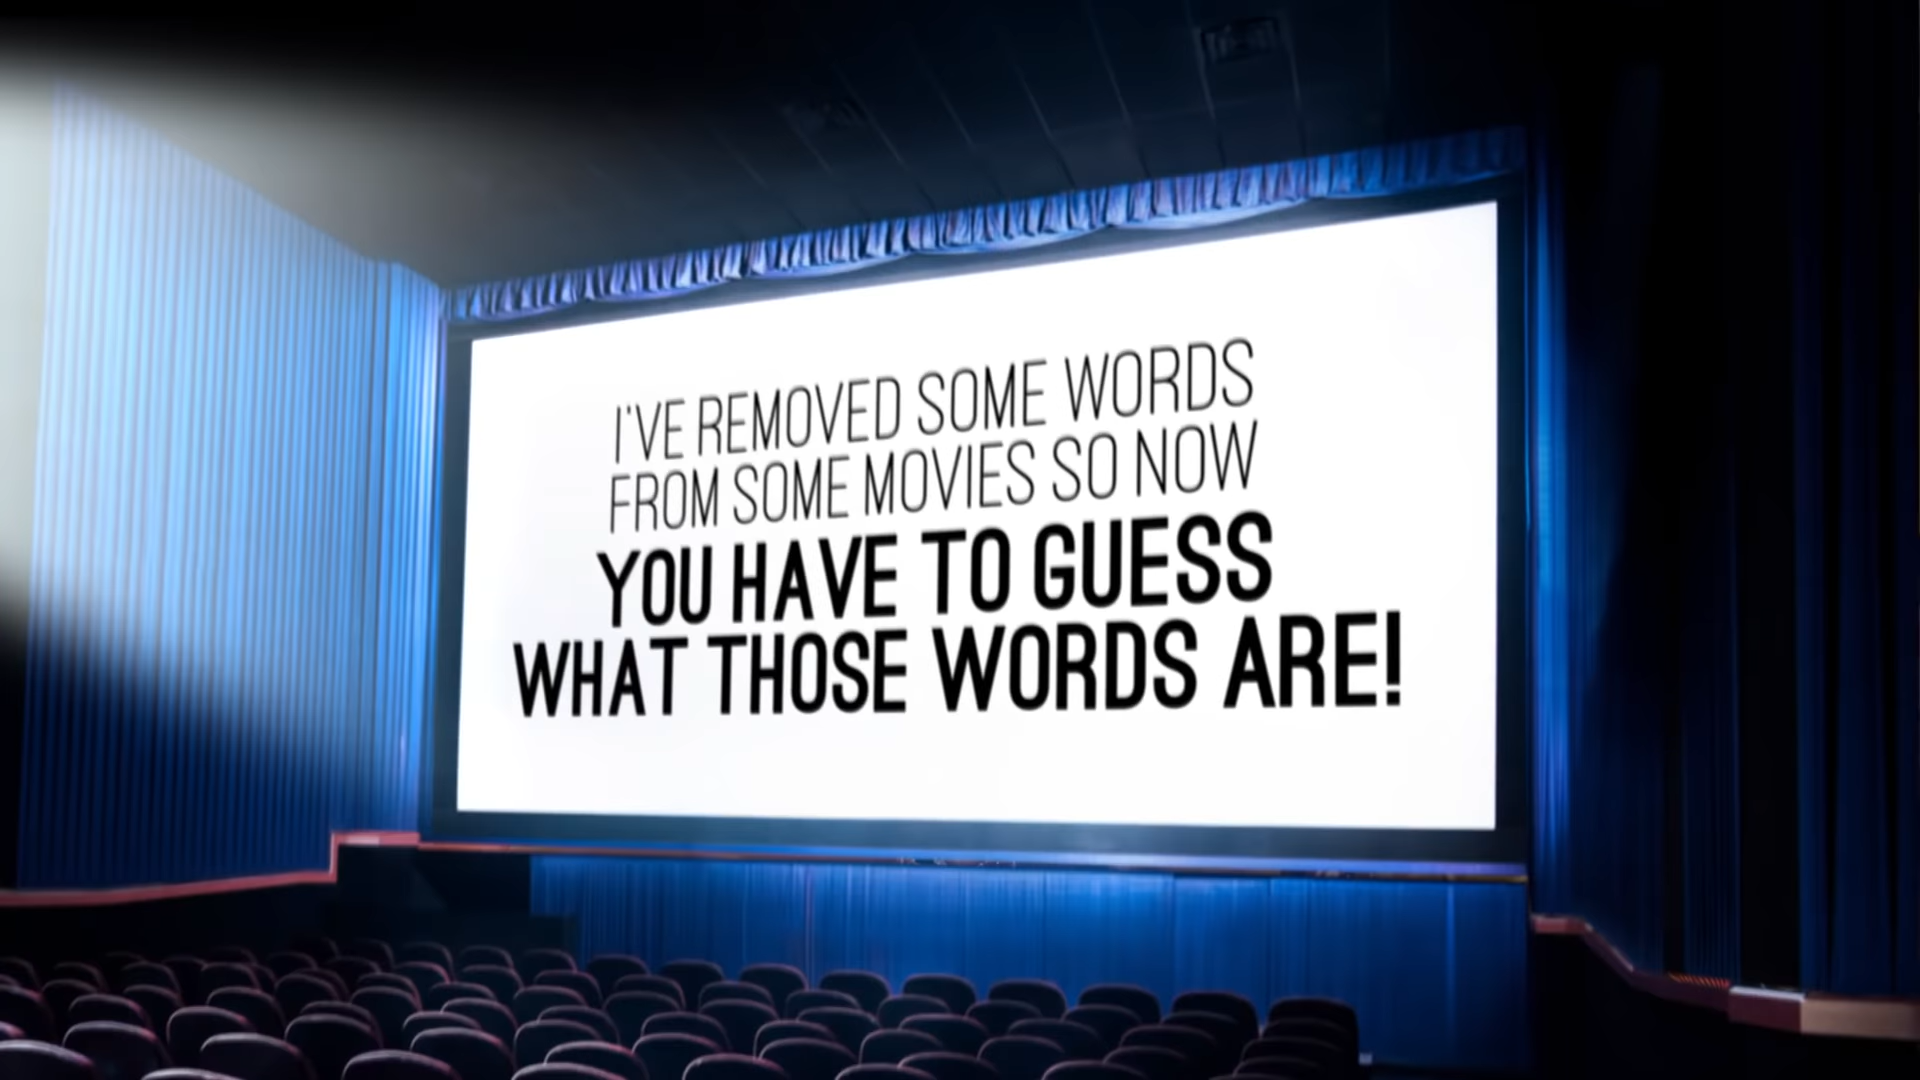 I'VE REMOVED SOME WORDS
FROM SOME MOVIES SO NOW
YOU HAVE TO GUESS
WHAT THOSE WORDS ARE!